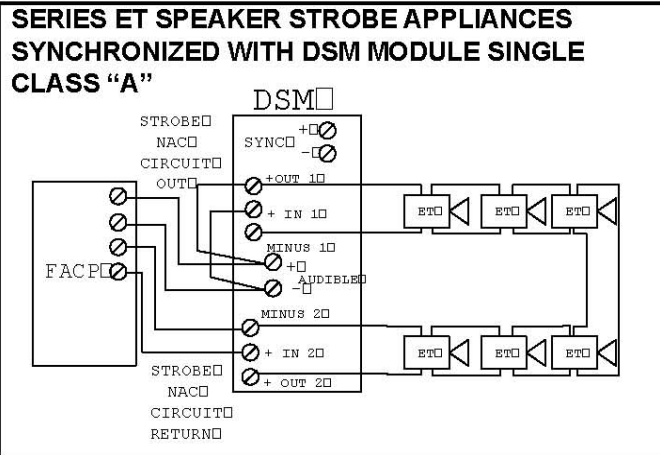 SERIES ET SPEAKER STROBE APPLIANCES
SYNCHRONIZED WITH DSM MODULE SINGLE
CLASS “A”
DSM□
STROBE□
NAC□
CIRCUIT□
OUT□
SYNC□
+□
-□
+OUT 1□
+ IN 1□
MINUS 1□
+□
AUDIBLE□
-□
MINUS 2□
+ IN 2□
+ OUT 2□
FACP□
STROBE□
NAC□
CIRCUIT□
RETURN□
ET□
ET□
ET□
ET□
ET□
ET□